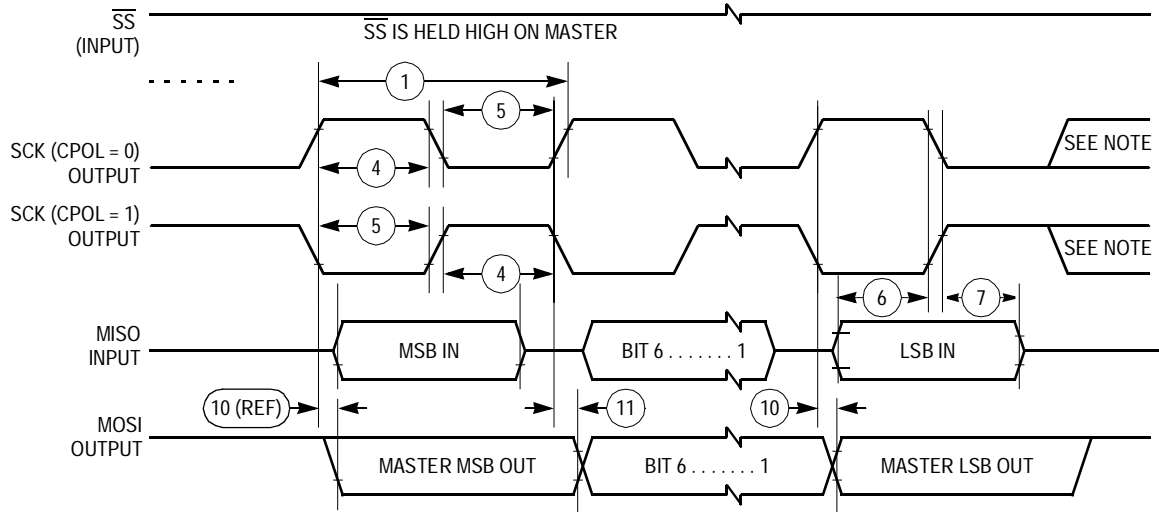 SS
(INPUT)
SS IS HELD HIGH ON MASTER
1
5
SCK (CPOL = 0)
OUTPUT
4
SEE NOTE
SCK (CPOL = 1)
OUTPUT
5
4
SEE NOTE
6
7
MISO
INPUT
MSB IN
BIT 6 . . . . . . . 1
LSB IN
10 (REF)
11
10
MOSI
OUTPUT
MASTER MSB OUT
BIT 6 . . . . . . . 1
MASTER LSB OUT